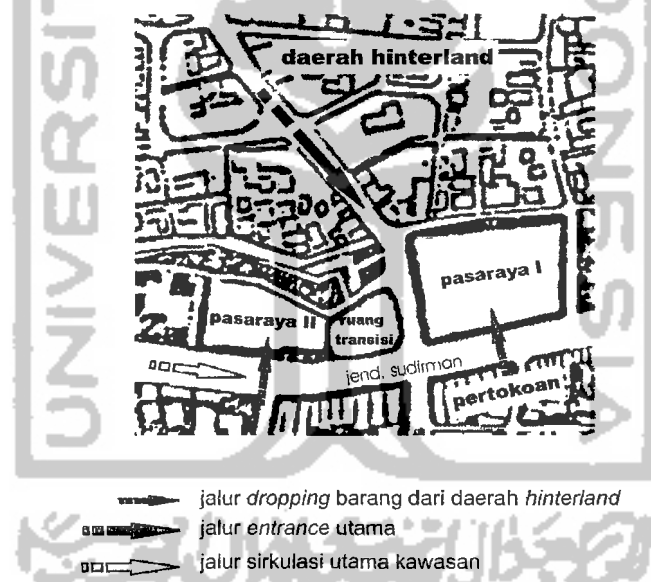 daerah hinterland
pasaraya I
pasaraya II
ruang
transisi
jend. sudirman
pertokoan
jalur dropping barang dari daerah hinterland
jalur entrance utama
jalur sirkulasi utama kawasan